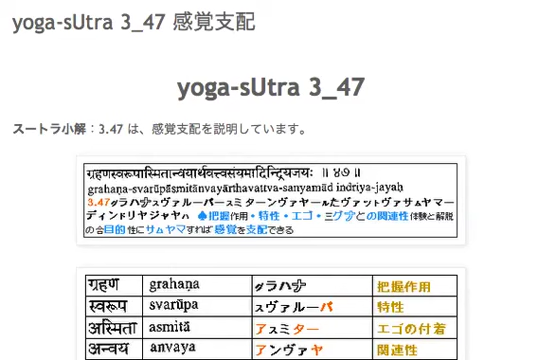 yoga-sUtra 3_47 感覚支配
yoga-sUtra 3_47
スートラ小解：3.47 は、感覚支配を説明しています。
ग्रहणस्वरूपास्मितान्वयार्थवत्त्वसंयमादिन्द्रियजयः ॥ ४७ ॥
grahaṇa-svarūpāsmitānvayārthavattva-sanyamād indriya-jayaḥ
3.47グラハナスヴァルーパースミターンヴァヤールたヴァットヴァサムヤマー
ディンドリヤジャヤハ ♠把握作用・特性・エゴ・三グナとの関連性体験と解説
の合目的性にサムヤマすれば感覚を支配できる
ग्रहण grahaṇa グラハナ 把握作用
स्वरूप svarūpa スヴァルーパ 特性
अस्मिता asmitā アスミター エゴの付着
अन्वय anvaya アンヴァヤ 関連性